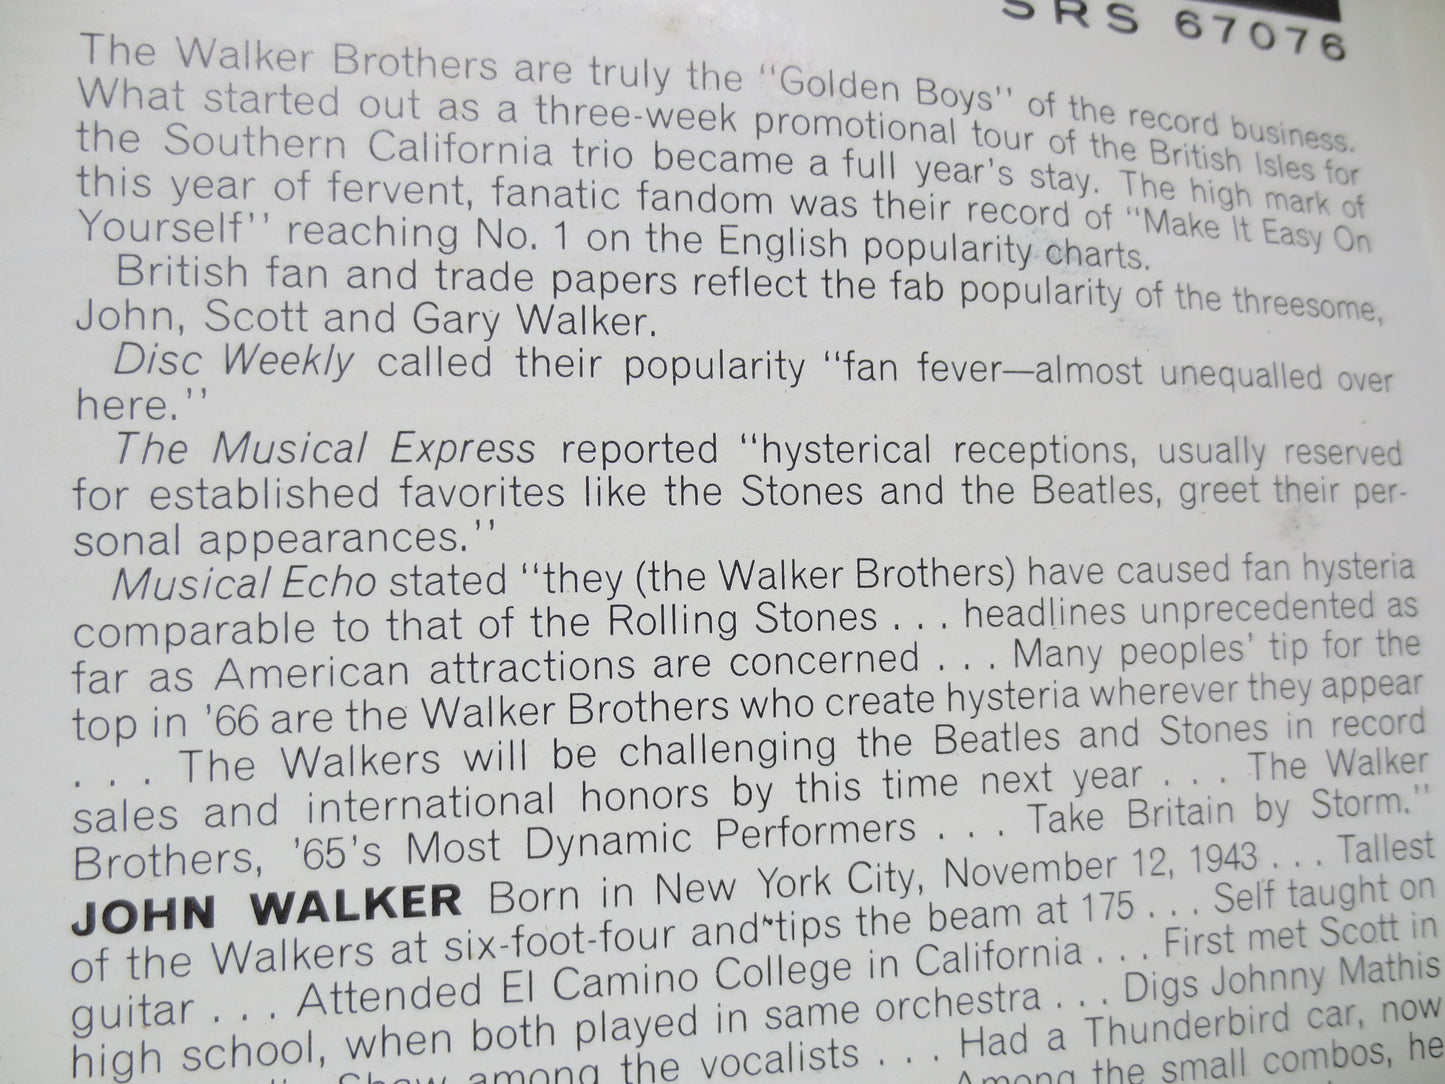 SRS 67076
The Walker Brothers are truly the "Golden Boys" of the record business.
What started out as a three-week promotional tour of the British Isles for
the Southern California trio became a full year's stay. The high mark of
this year of fervent, fanatic fandom was their record of "Make It Easy On
Yourself" reaching No. 1 on the English popularity charts.
British fan and trade papers reflect the fab popularity of the threesome,
John, Scott and Gary Walker.
Disc Weekly called their popularity "fan fever—almost unequalled over
here."
The Musical Express reported "hysterical receptions, usually reserved
for established favorites like the Stones and the Beatles, greet their per-
sonal appearances."
Musical Echo stated "they (the Walker Brothers) have caused fan hysteria
comparable to that of the Rolling Stones . . . headlines unprecedented as
far as American attractions are concerned . . . Many peoples' tip for the
top in '66 are the Walker Brothers who create hysteria wherever they appear
. . . The Walkers will be challenging the Beatles and Stones in record
sales and international honors by this time next year . . . The Walker
Brothers, '65's Most Dynamic Performers . . . Take Britain by Storm."
JOHN WALKER Born in New York City, November 12, 1943 . . . Tallest
of the Walkers at six-foot-four and tips the beam at 175 . . . Self taught on
guitar . . . Attended El Camino College in California . . . First met Scott in
high school, when both played in same orchestra . . . Digs Johnny Mathis
Show among the vocalists . . . Had a Thunderbird car, now
Among the small combos, he